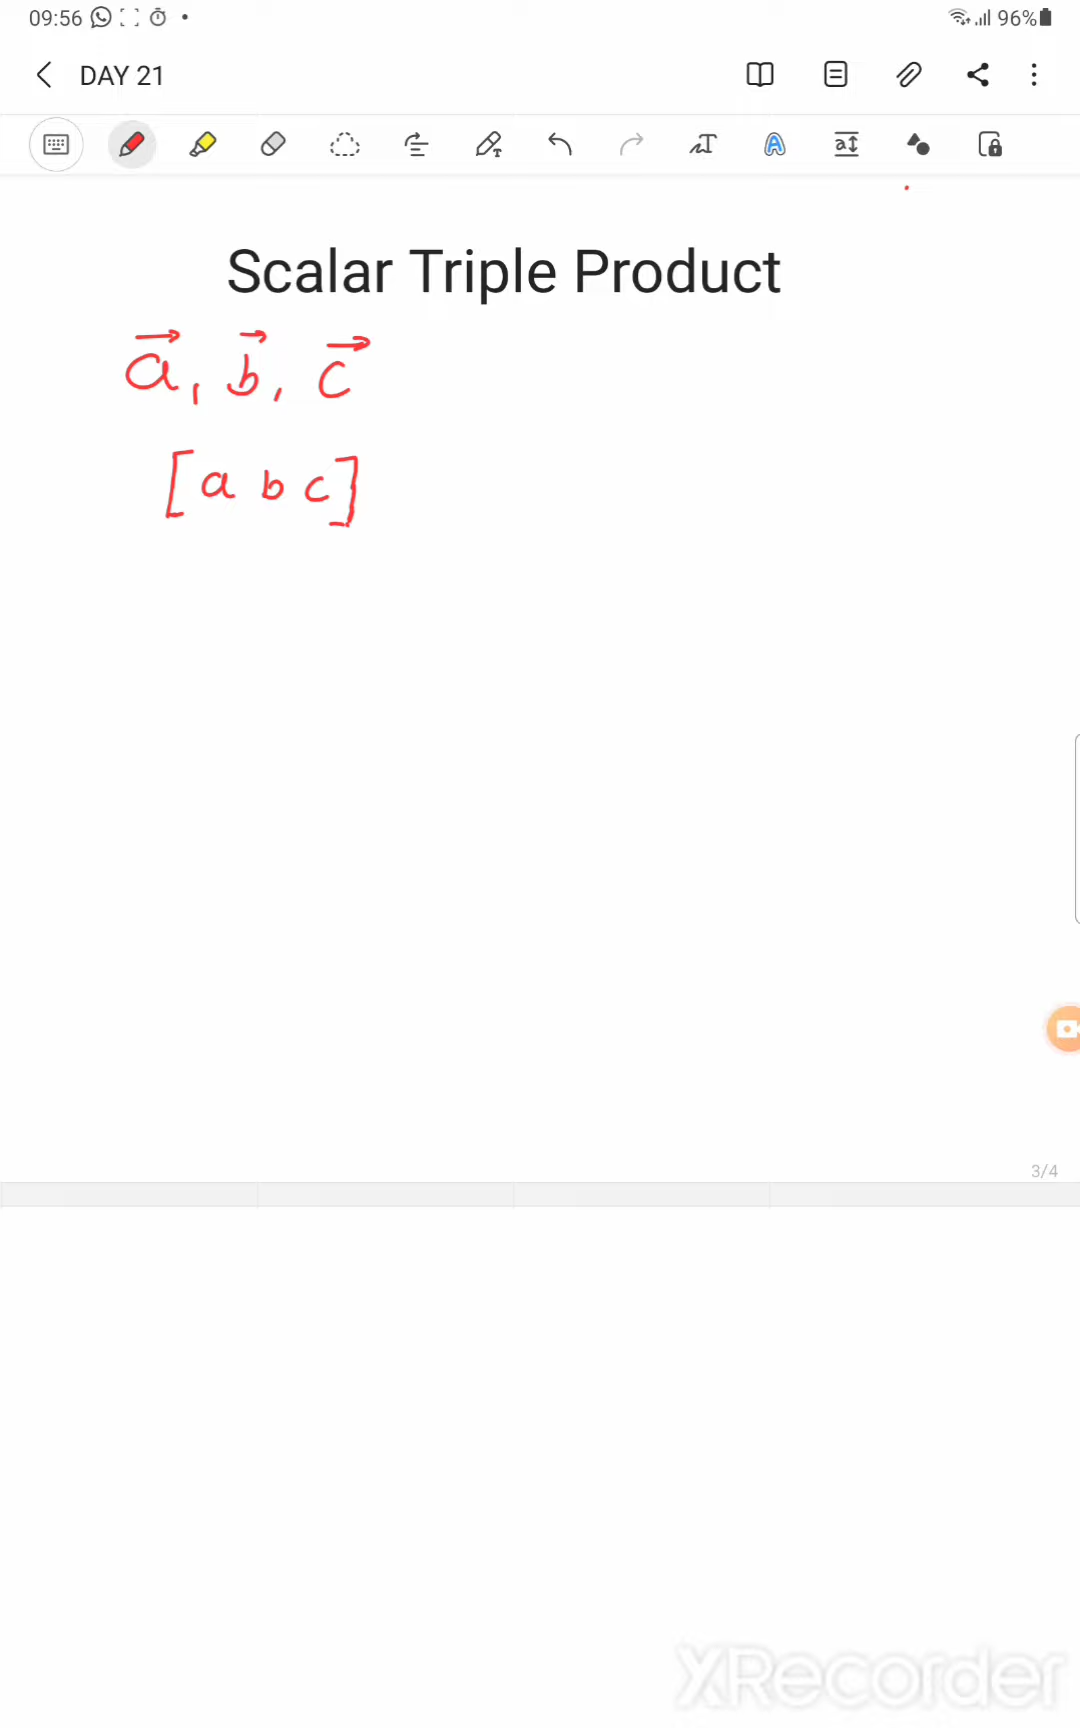 09:56 96%
DAY 21
Scalar Triple Product
a⃗, b⃗, c⃗
[a b c]
3/4
XRecorder